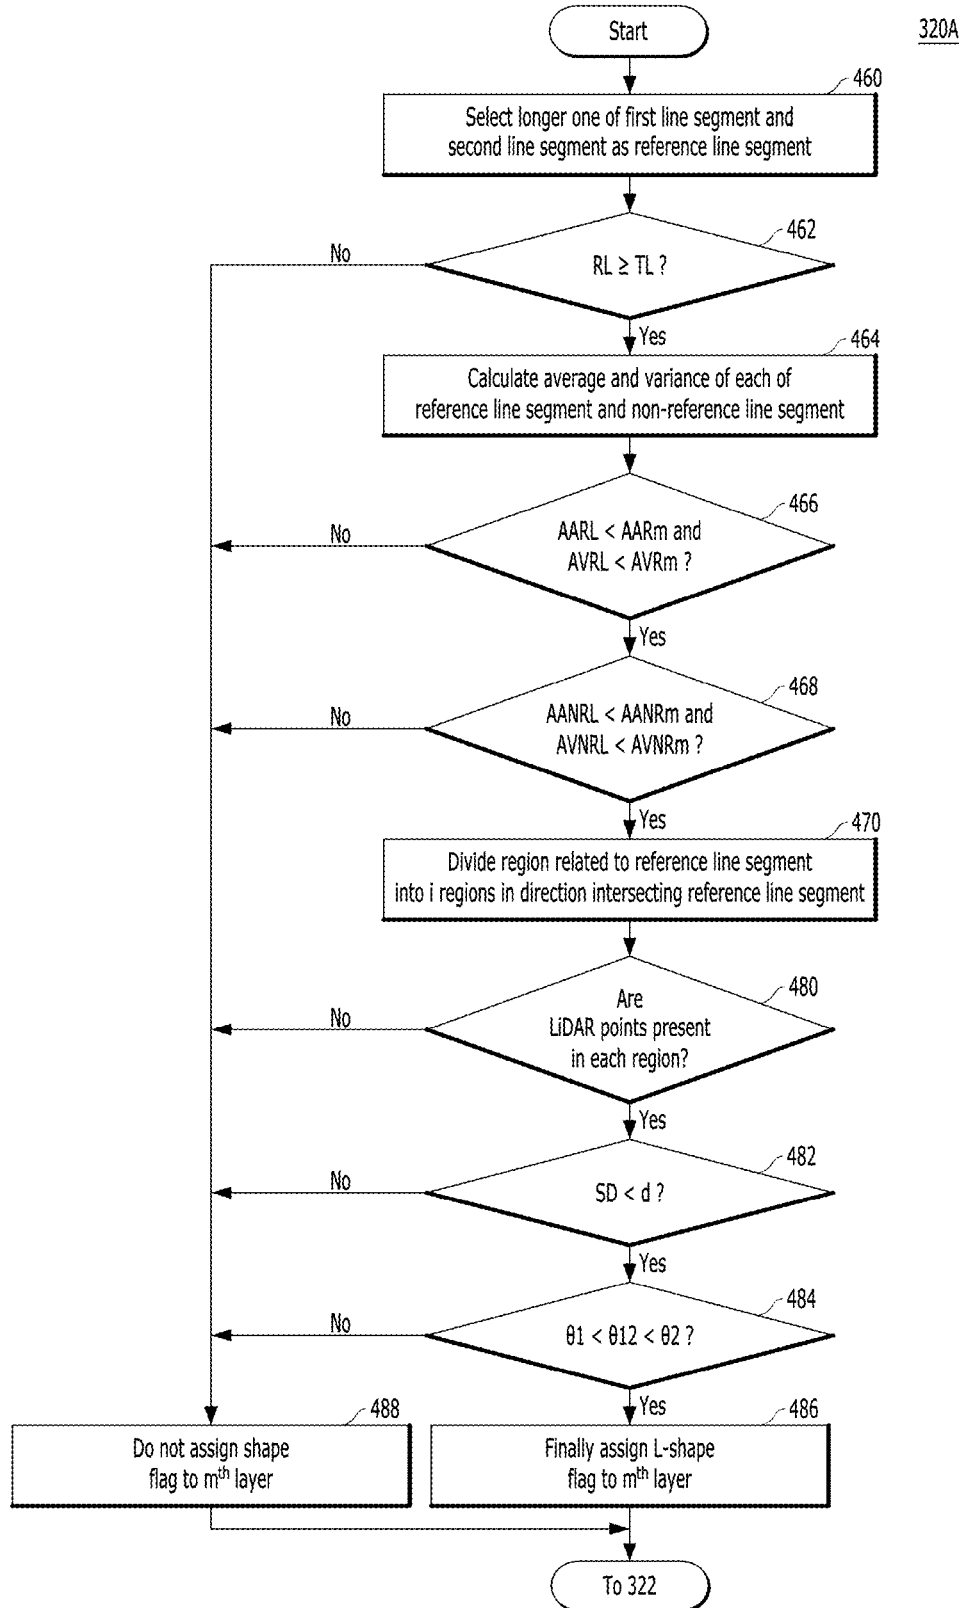 Start
320A
460
Select longer one of first line segment and
second line segment as reference line segment
462
RL ≥ TL ?
No
Yes
464
Calculate average and variance of each of
reference line segment and non-reference line segment
466
AARL < AARm and
AVRL < AVRm ?
No
Yes
468
AANRL < AANRm and
AVNRL < AVNRm ?
No
Yes
470
Divide region related to reference line segment
into i regions in direction intersecting reference line segment
480
Are
LiDAR points present
in each region?
No
Yes
482
SD < d ?
No
Yes
484
θ1 < θ12 < θ2 ?
No
Yes
488
Do not assign shape
flag to mth layer
486
Finally assign L-shape
flag to mth layer
To 322